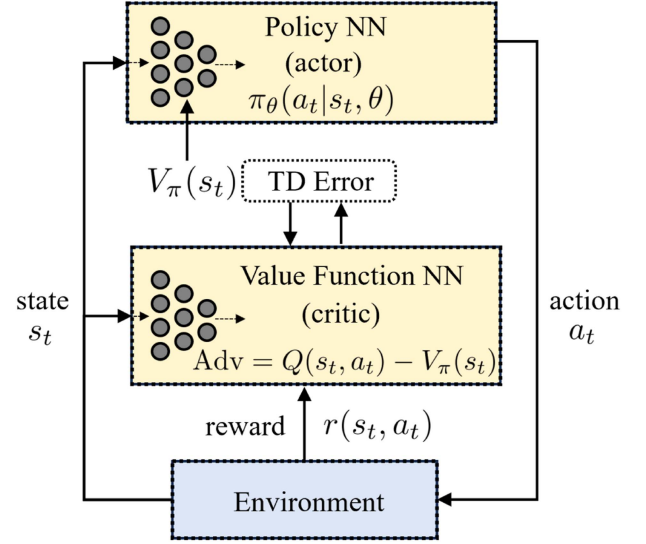 Policy NN
(actor)
π_θ(a_t|s_t, θ)
V_π(s_t)
TD Error
Value Function NN
(critic)
Adv = Q(s_t, a_t) − V_π(s_t)
state
s_t
action
a_t
reward r(s_t, a_t)
Environment